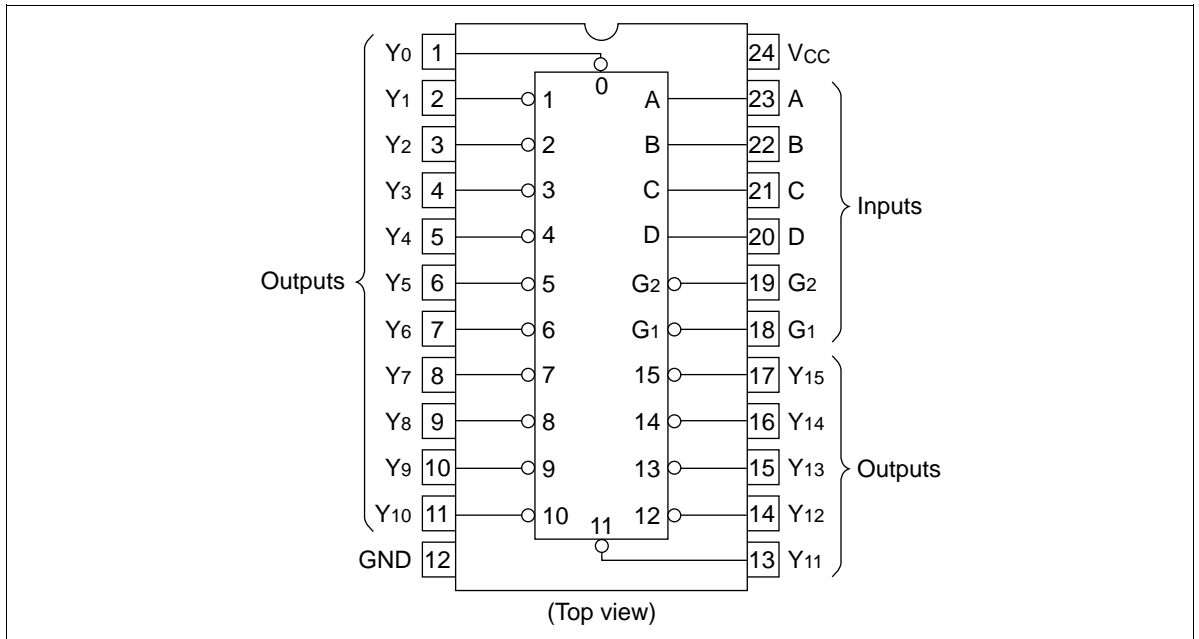 Y0 1 24 VCC
0
Y1 2 1 A 23 A
Y2 3 2 B 22 B
Y3 4 3 C 21 C
Y4 5 4 D 20 D
Inputs
Outputs
Y5 6 5 G2 19 G2
Y6 7 6 G1 18 G1
Y7 8 7 15 17 Y15
Y8 9 8 14 16 Y14
Y9 10 9 13 15 Y13
Outputs
Y10 11 10 11 12 14 Y12
GND 12 13 Y11
(Top view)